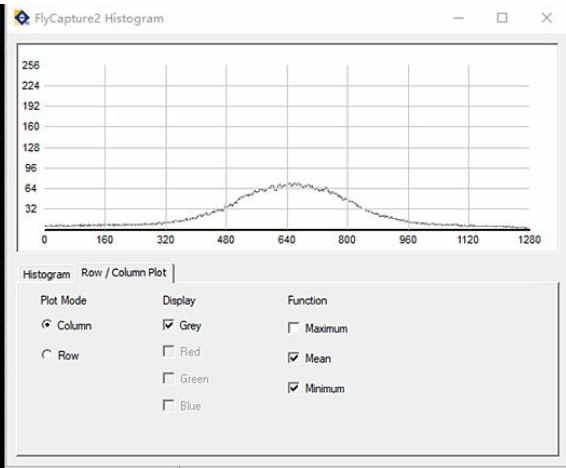 FlyCapture2 Histogram
256
224
192
160
128
96
64
32
0 160 320 480 640 800 960 1120 1280
Histogram Row / Column Plot
Plot Mode Display Function
Column Grey Maximum
Row Red Mean
Green Minimum
Blue